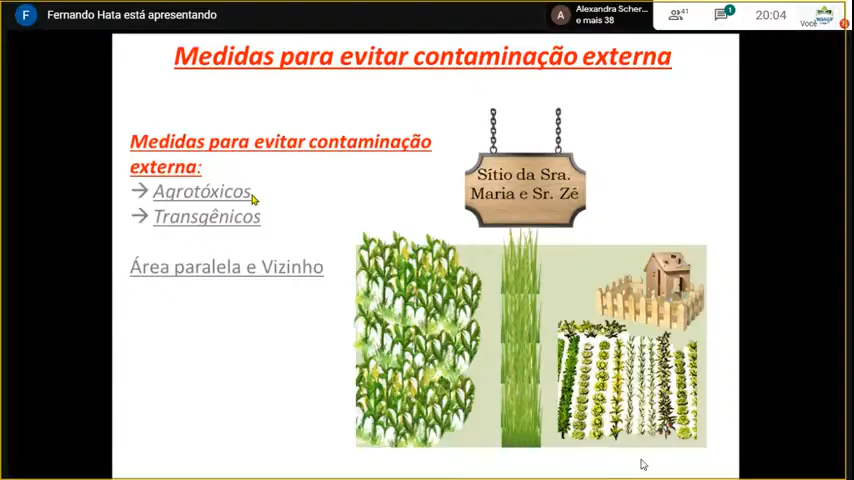 F Fernando Hata está apresentando
A Alexandra Scher...
e mais 38
41
1
20:04
Você
Medidas para evitar contaminação externa
Medidas para evitar contaminação
externa:
→ Agrotóxicos
→ Transgênicos
Área paralela e Vizinho
Sítio da Sra.
Maria e Sr. Zé